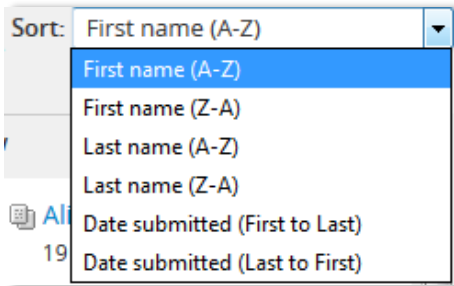 Sort: First name (A-Z)
First name (A-Z)
First name (Z-A)
Last name (A-Z)
Last name (Z-A)
Ali Date submitted (First to Last)
19 Date submitted (Last to First)